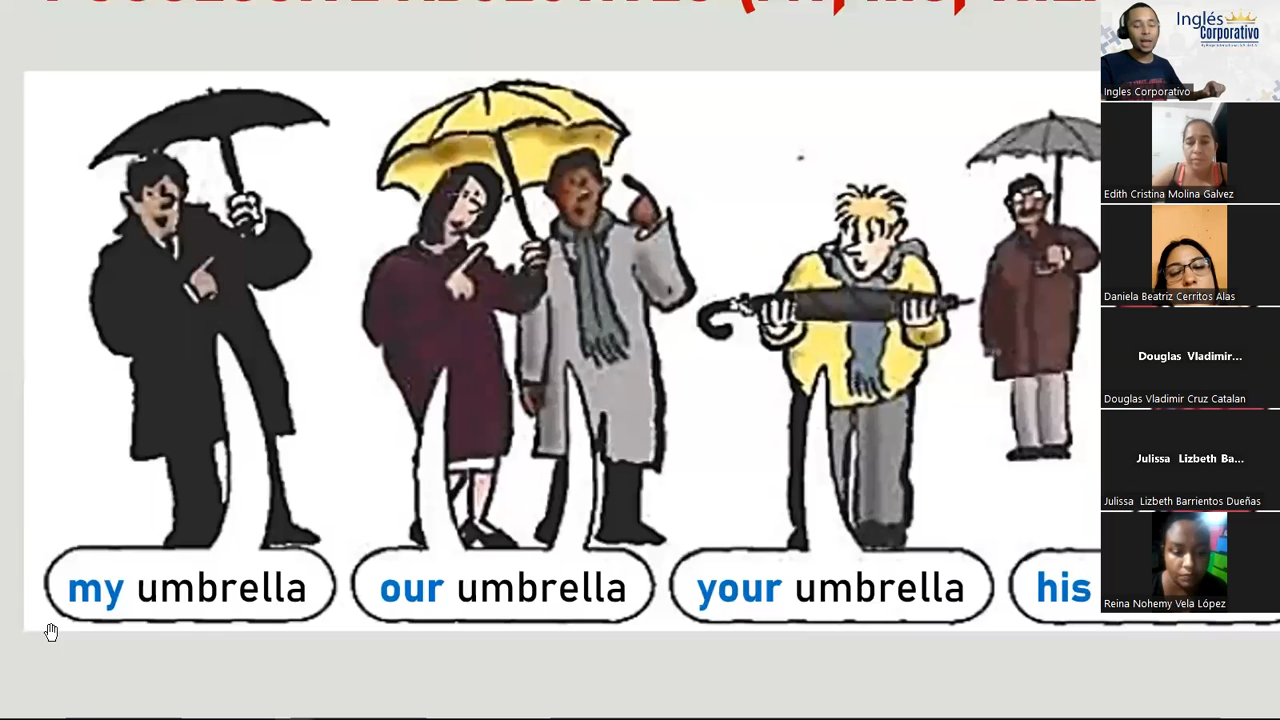 my umbrella
our umbrella
your umbrella
his
Inglés
Corporativo
Ingles Corporativo
Edith Cristina Molina Galvez
Daniela Beatriz Cerritos Alas
Douglas Vladimir...
Douglas Vladimir Cruz Catalan
Julissa Lizbeth Ba...
Julissa Lizbeth Barrientos Dueñas
Reina Nohemy Vela López